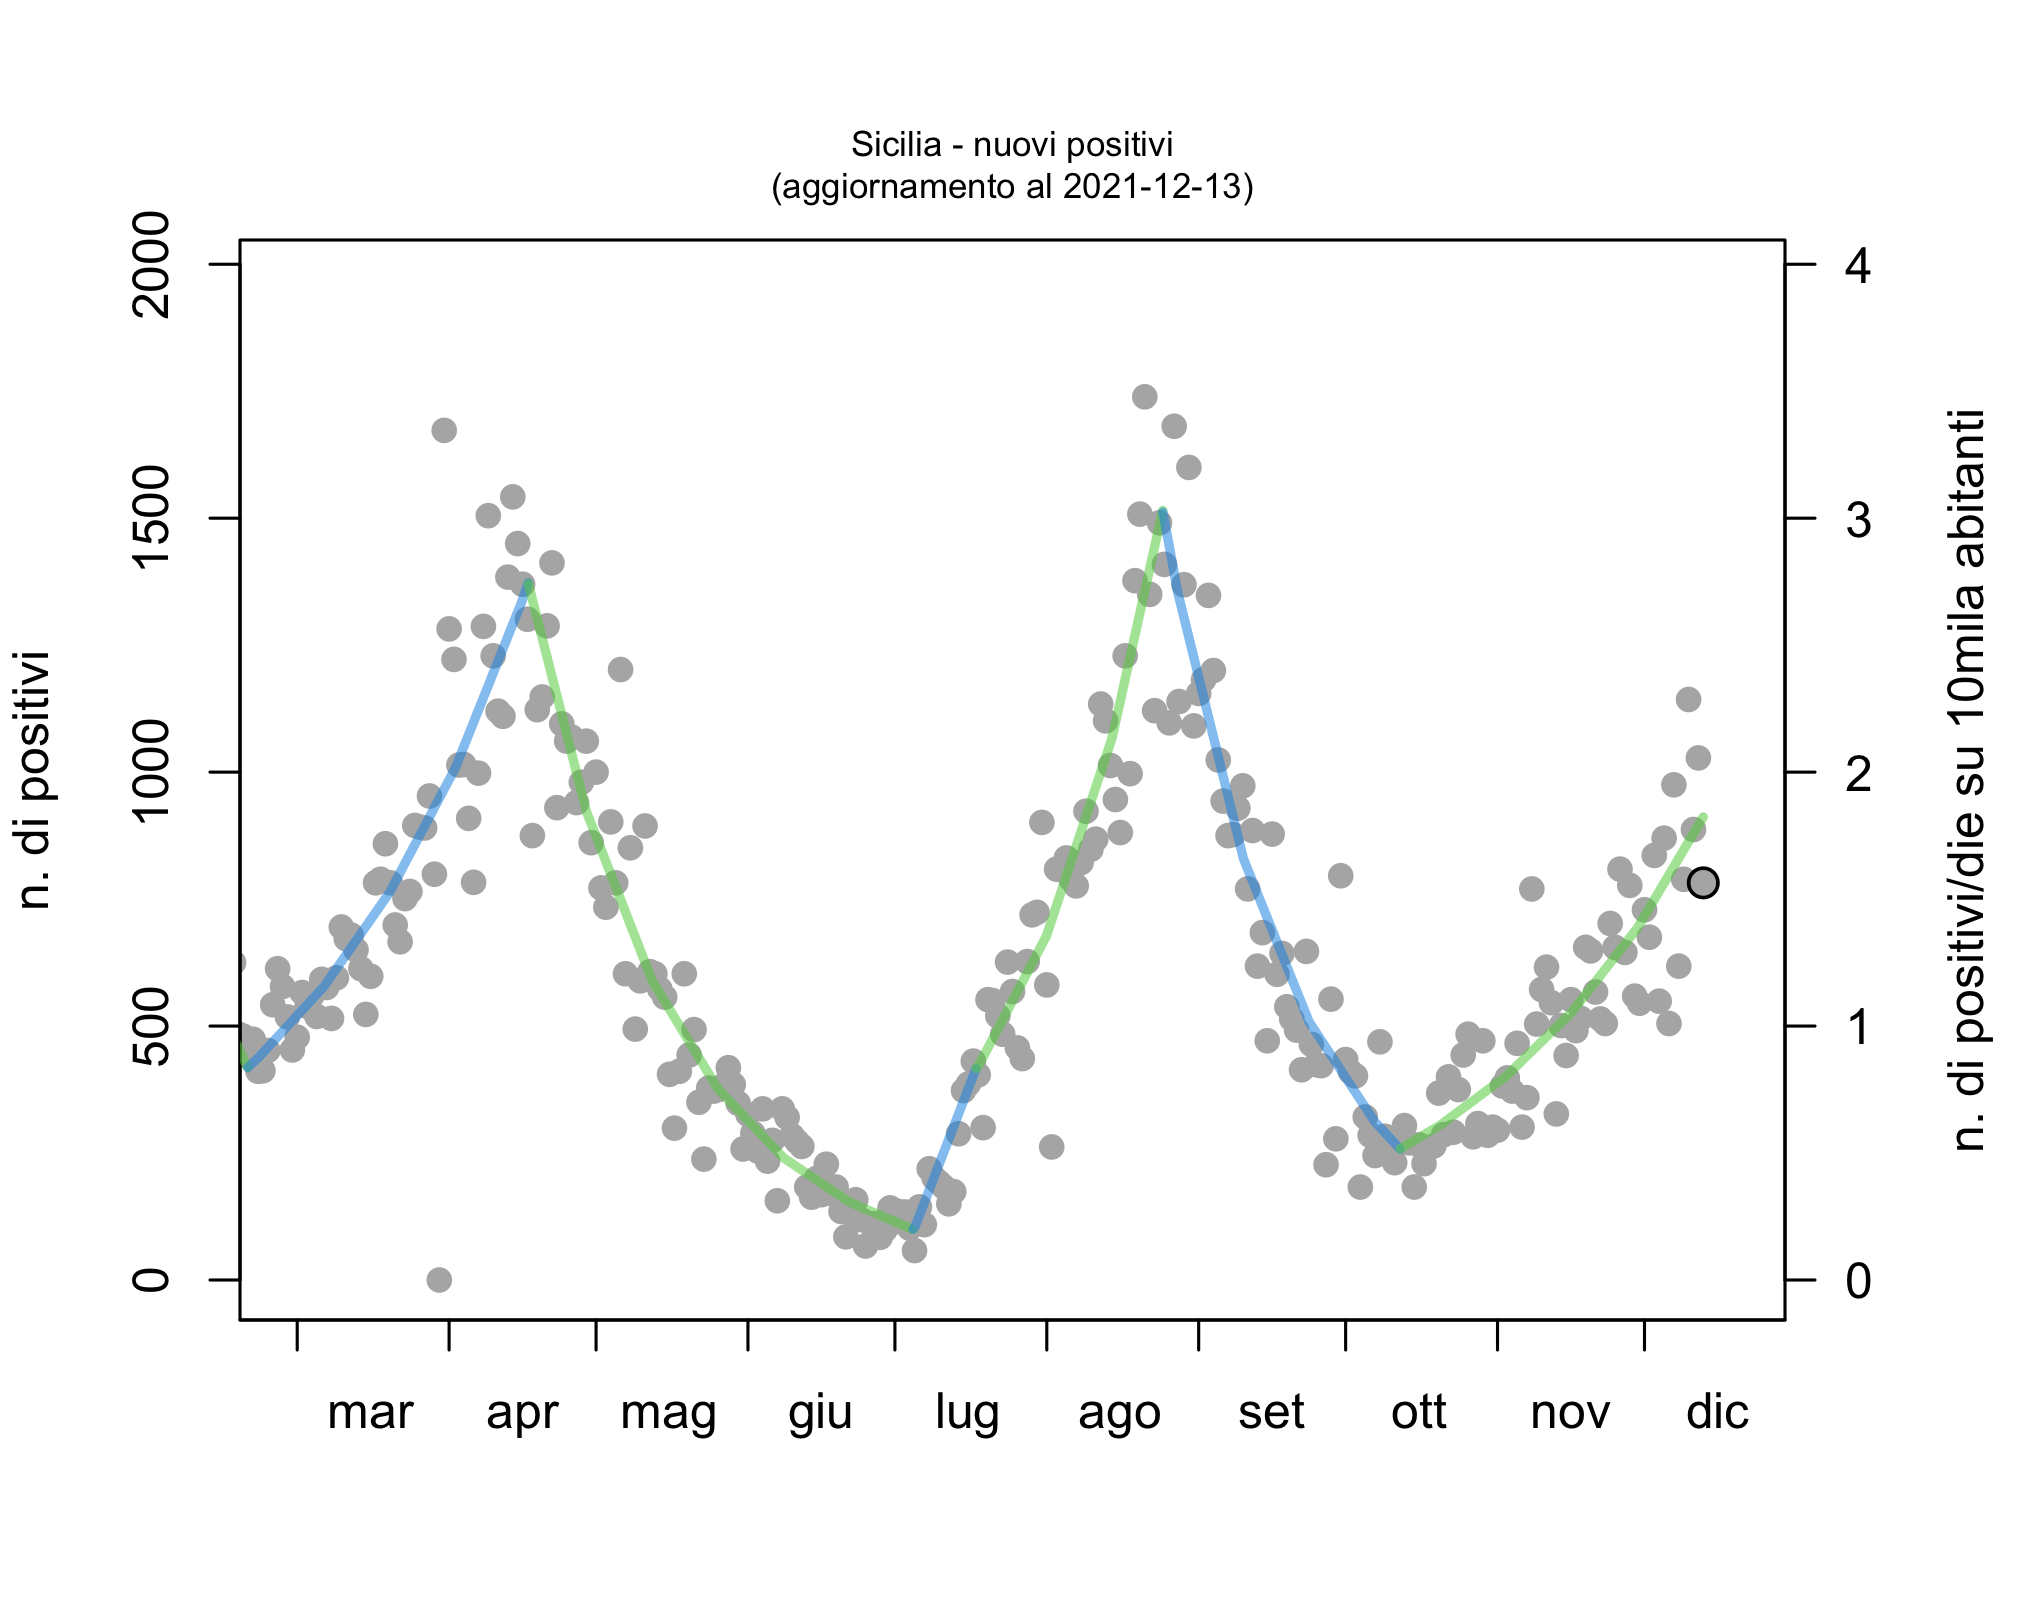 Sicilia - nuovi positivi
(aggiornamento al 2021-12-13)
n. di positivi
2000
1500
1000
500
0
4
3
2
1
0
n. di positivi/die su 10mila abitanti
mar apr mag giu lug ago set ott nov dic